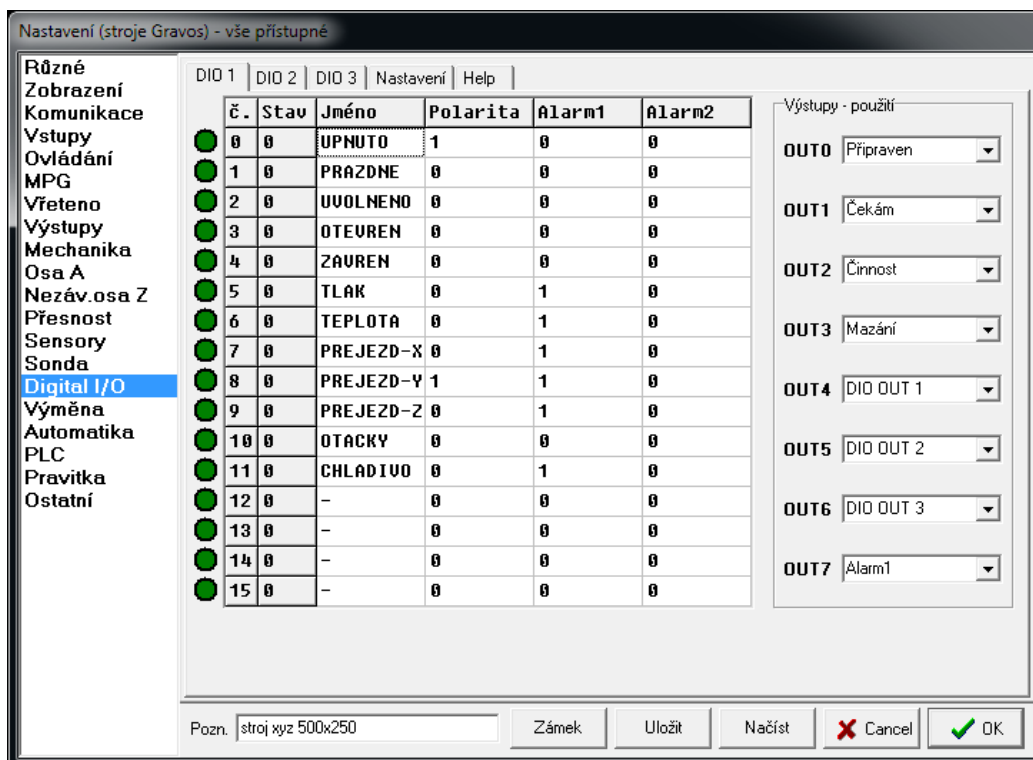 Nastavení (stroje Gravos) - vše přístupné
Různé
Zobrazení
Komunikace
Vstupy
Ovládání
MPG
Vřeteno
Výstupy
Mechanika
Osa A
Nezáv.osa Z
Přesnost
Sensory
Sonda
Digital I/O
Výměna
Automatika
PLC
Pravitka
Ostatní
DIO 1 DIO 2 DIO 3 Nastavení Help
č. Stav Jméno Polarita Alarm1 Alarm2
0 0 UPNUTO 1 0 0
1 0 PRAZDNE 0 0 0
2 0 UVOLNENO 0 0 0
3 0 OTEVREN 0 0 0
4 0 ZAVREN 0 0 0
5 0 TLAK 0 1 0
6 0 TEPLOTA 0 1 0
7 0 PREJEZD-X 0 1 0
8 0 PREJEZD-Y 1 1 0
9 0 PREJEZD-Z 0 1 0
10 0 OTACKY 0 0 0
11 0 CHLADIVO 0 1 0
12 0 - 0 0 0
13 0 - 0 0 0
14 0 - 0 0 0
15 0 - 0 0 0
Výstupy - použití
OUT0 Připraven
OUT1 Čekám
OUT2 Činnost
OUT3 Mazání
OUT4 DIO OUT 1
OUT5 DIO OUT 2
OUT6 DIO OUT 3
OUT7 Alarm1
Pozn. stroj xyz 500x250 Zámek Uložit Načíst Cancel OK